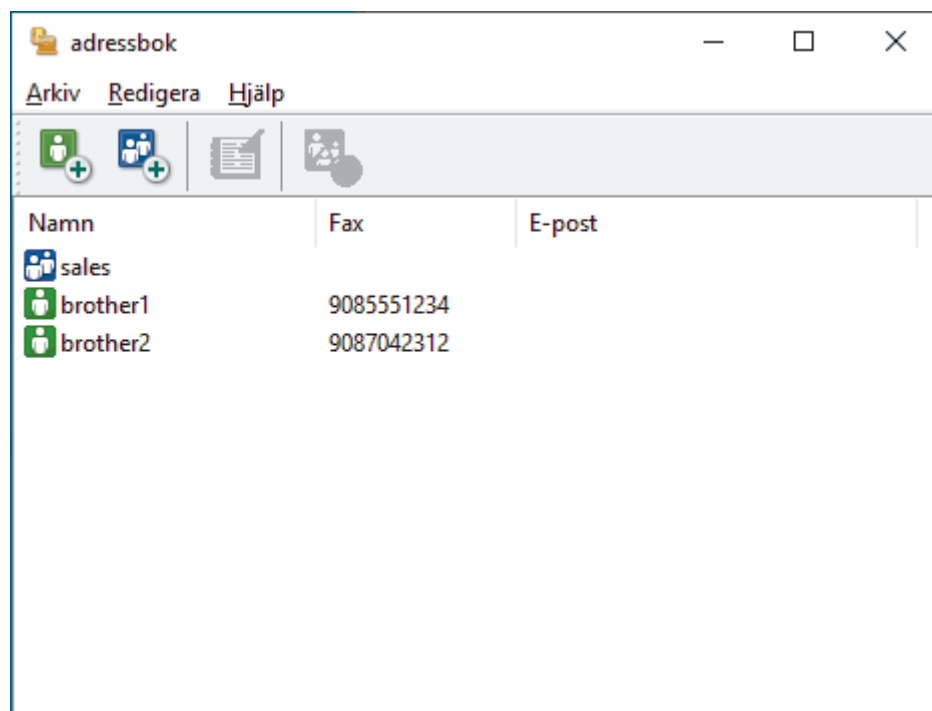 adressbok
Arkiv Redigera Hjälp
Namn Fax E-post
sales
brother1 9085551234
brother2 9087042312